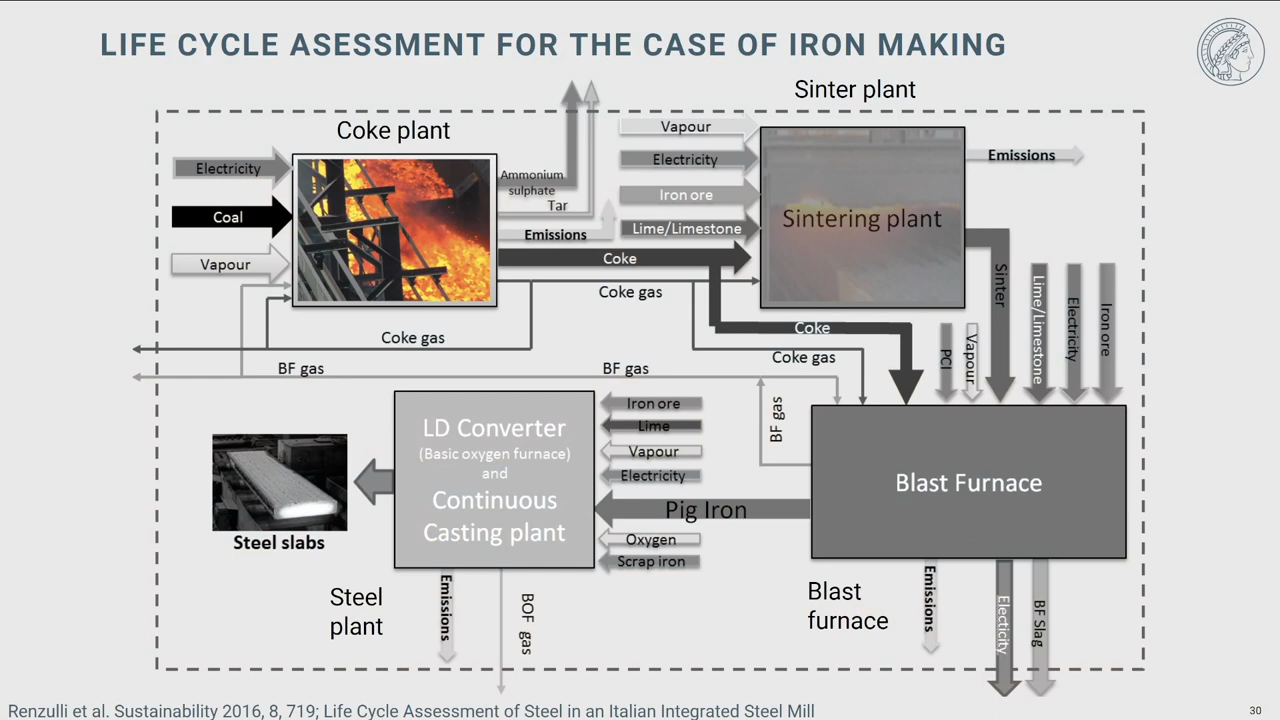 LIFE CYCLE ASESSMENT FOR THE CASE OF IRON MAKING
Sinter plant
Coke plant
Vapour
Electricity
Iron ore
Lime/Limestone
Emissions
Electricity
Coal
Vapour
Ammonium
sulphate
Tar
Emissions
Coke
Coke gas
Sintering plant
Sinter
Lime/Limestone
Electricity
Iron ore
PCI
Vapour
Coke
Coke gas
Coke gas
BF gas
BF gas
BF gas
LD Converter
(Basic oxygen furnace)
and
Continuous
Casting plant
Iron ore
Lime
Vapour
Electricity
Pig Iron
Oxygen
Scrap iron
Blast Furnace
Steel slabs
Steel
plant
Emissions
BOF gas
Blast
furnace
Emissions
Electicity
BF Slag
Renzulli et al. Sustainability 2016, 8, 719; Life Cycle Assessment of Steel in an Italian Integrated Steel Mill
30